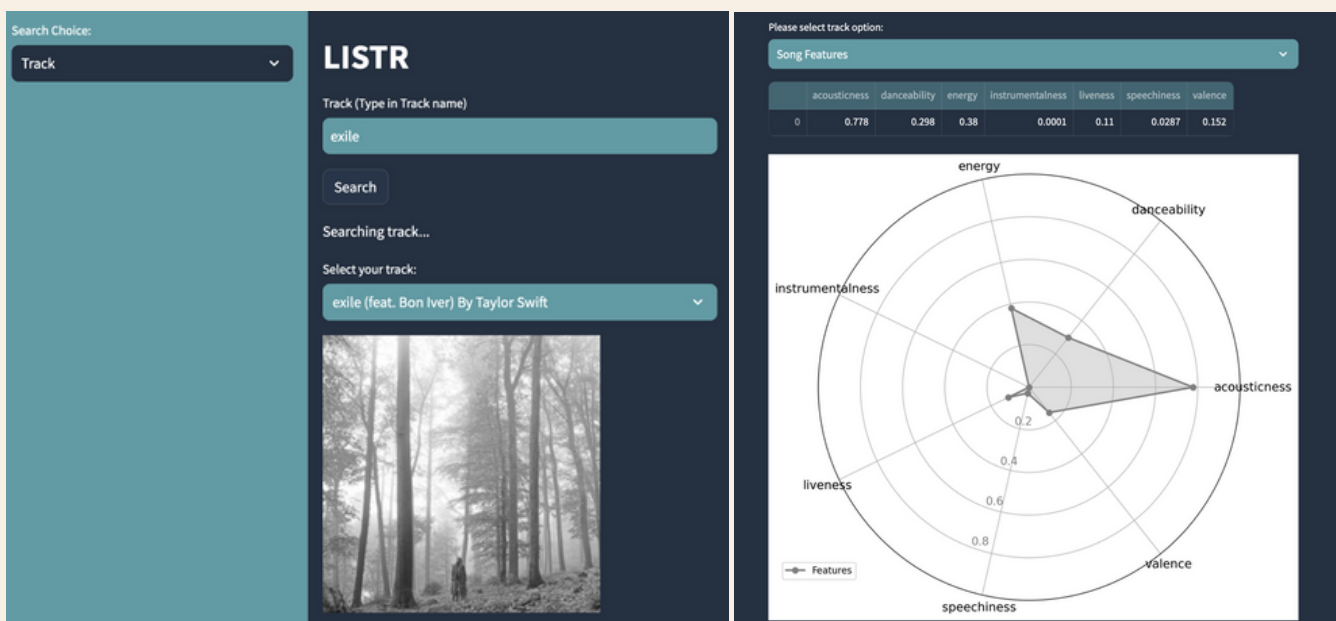 Search Choice:
Track
LISTR
Track (Type in Track name)
exile
Search
Searching track...
Select your track:
exile (feat. Bon Iver) By Taylor Swift
Please select track option:
Song Features
acousticness danceability energy instrumentalness liveness speechiness valence
0 0.778 0.298 0.38 0.0001 0.11 0.0287 0.152
energy
danceability
instrumentalness
acousticness
0.2
0.4
liveness
0.6
0.8
valence
Features
speechiness